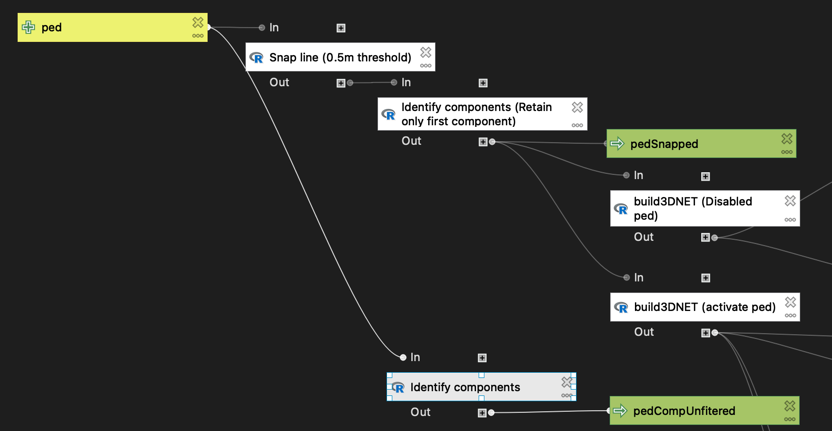 ped
In
Snap line (0.5m threshold)
Out
In
Identify components (Retain
only first component)
Out
pedSnapped
In
build3DNET (Disabled
ped)
Out
In
build3DNET (activate ped)
Out
In
Identify components
Out
pedCompUnfitered